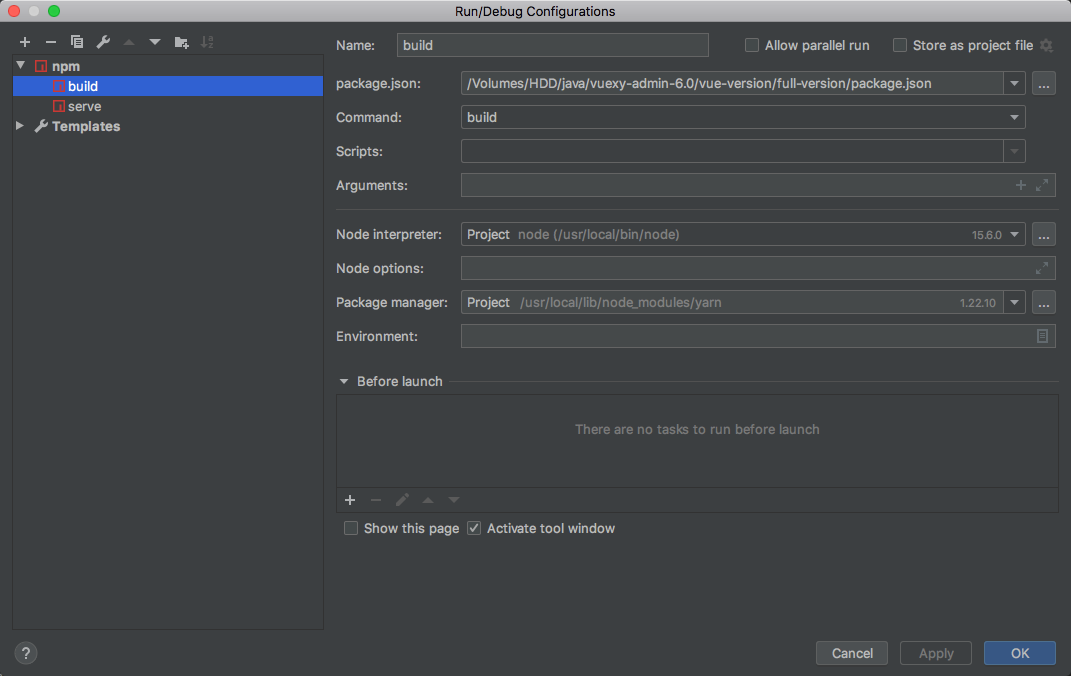 Run/Debug Configurations
npm
build
serve
Templates
Name: build Allow parallel run Store as project file
package.json: /Volumes/HDD/java/vuexy-admin-6.0/vue-version/full-version/package.json ...
Command: build
Scripts:
Arguments:
Node interpreter: Project node (/usr/local/bin/node) 15.6.0 ...
Node options:
Package manager: Project /usr/local/lib/node_modules/yarn 1.22.10 ...
Environment:
Before launch
There are no tasks to run before launch
Show this page Activate tool window
? Cancel Apply OK